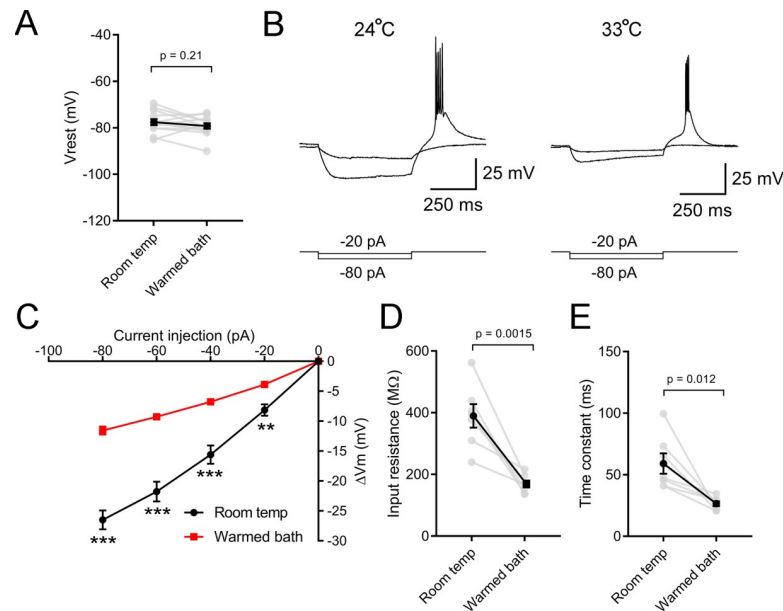 A
-40
-60
-80
-100
-120
Vrest (mV)
p = 0.21
Room temp
Warmed bath
B
24°C
33°C
25 mV
250 ms
25 mV
250 ms
-20 pA
-80 pA
-20 pA
-80 pA
C
Current injection (pA)
-100
-80
-60
-40
-20
0
0
-5
-10
-15
-20
-25
-30
ΔVm (mV)
**
***
***
***
Room temp
Warmed bath
D
p = 0.0015
600
400
200
0
Input resistance (MΩ)
Room temp
Warmed bath
E
p = 0.012
150
100
50
0
Time constant (ms)
Room temp
Warmed bath